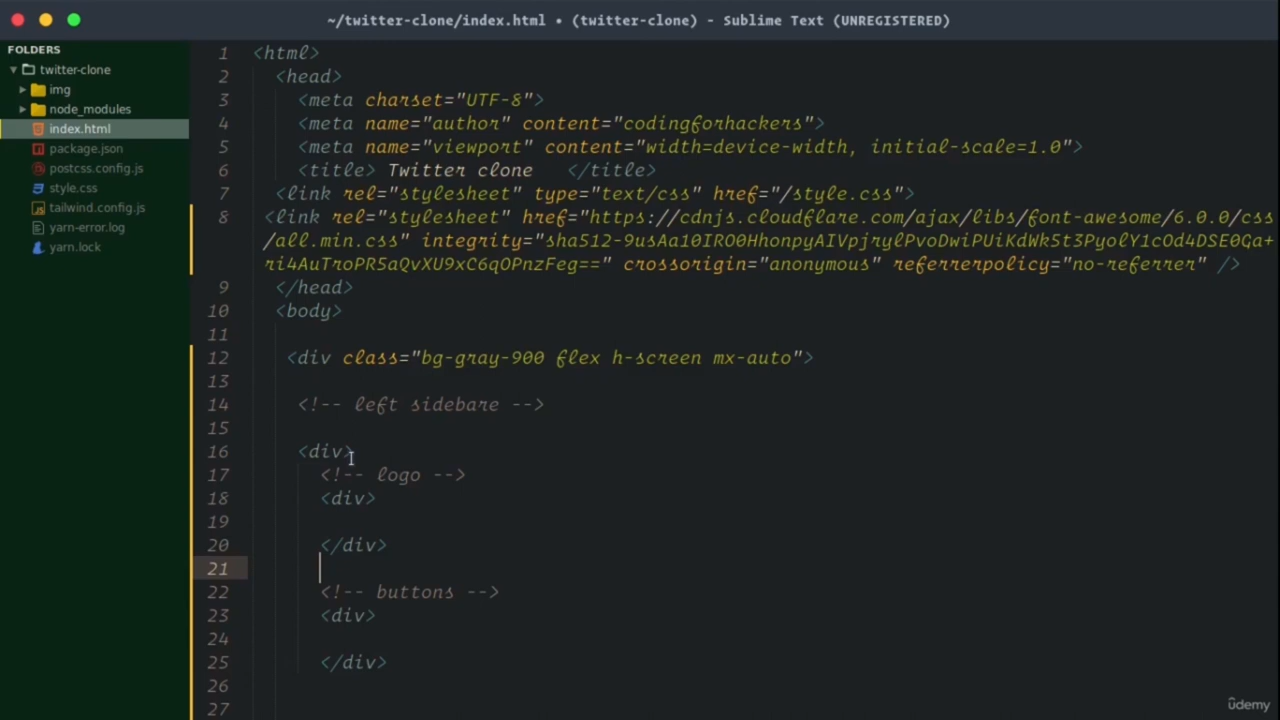 ~/twitter-clone/index.html • (twitter-clone) - Sublime Text (UNREGISTERED)
FOLDERS
twitter-clone
img
node_modules
index.html
package.json
postcss.config.js
style.css
tailwind.config.js
yarn-error.log
yarn.lock
1 <html>
2 <head>
3 <meta charset="UTF-8">
4 <meta name="author" content="codingforhackers">
5 <meta name="viewport" content="width=device-width, initial-scale=1.0">
6 <title> Twitter clone </title>
7 <link rel="stylesheet" type="text/css" href="/style.css">
8 <link rel="stylesheet" href="https://cdnjs.cloudflare.com/ajax/libs/font-awesome/6.0.0/css
/all.min.css" integrity="sha512-9usAa10IRO0HhonpyAIVpjrylPvoDwiPUiKdWk5t3PyolY1cOd4DSE0Ga+
ri4AuTroPR5aQvXU9xC6qOPnzFeg==" crossorigin="anonymous" referrerpolicy="no-referrer" />
9 </head>
10 <body>
11
12 <div class="bg-gray-900 flex h-screen mx-auto">
13
14 <!-- left sidebare -->
15
16 <div>
17 <!-- logo -->
18 <div>
19
20 </div>
21
22 <!-- buttons -->
23 <div>
24
25 </div>
26
27
ûdemy